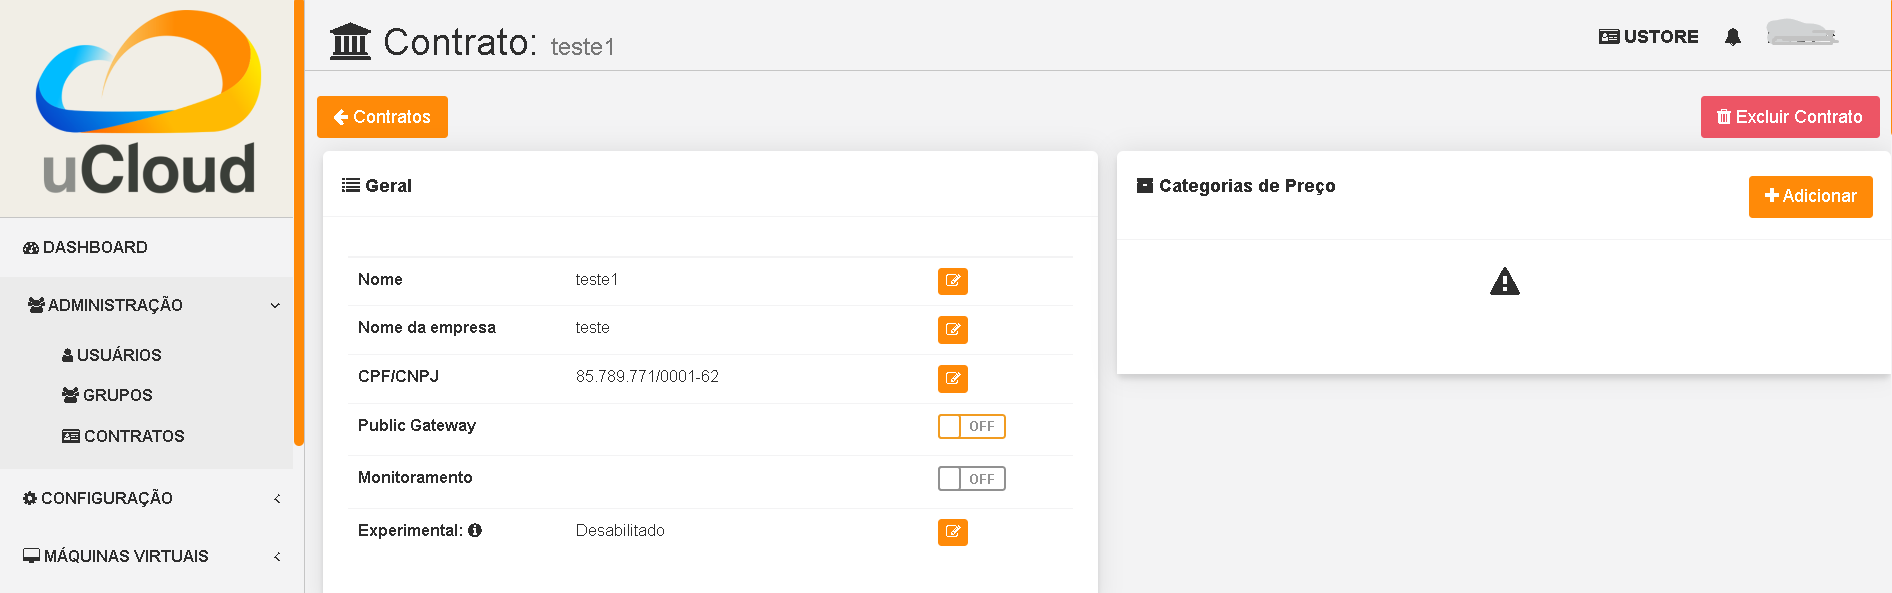 uCloud
DASHBOARD
ADMINISTRAÇÃO
USUÁRIOS
GRUPOS
CONTRATOS
CONFIGURAÇÃO
MÁQUINAS VIRTUAIS
Contrato: teste1
USTORE
Contratos
Excluir Contrato
Geral
Nome teste1
Nome da empresa teste
CPF/CNPJ 85.789.771/0001-62
Public Gateway OFF
Monitoramento OFF
Experimental: Desabilitado
Categorias de Preço
Adicionar